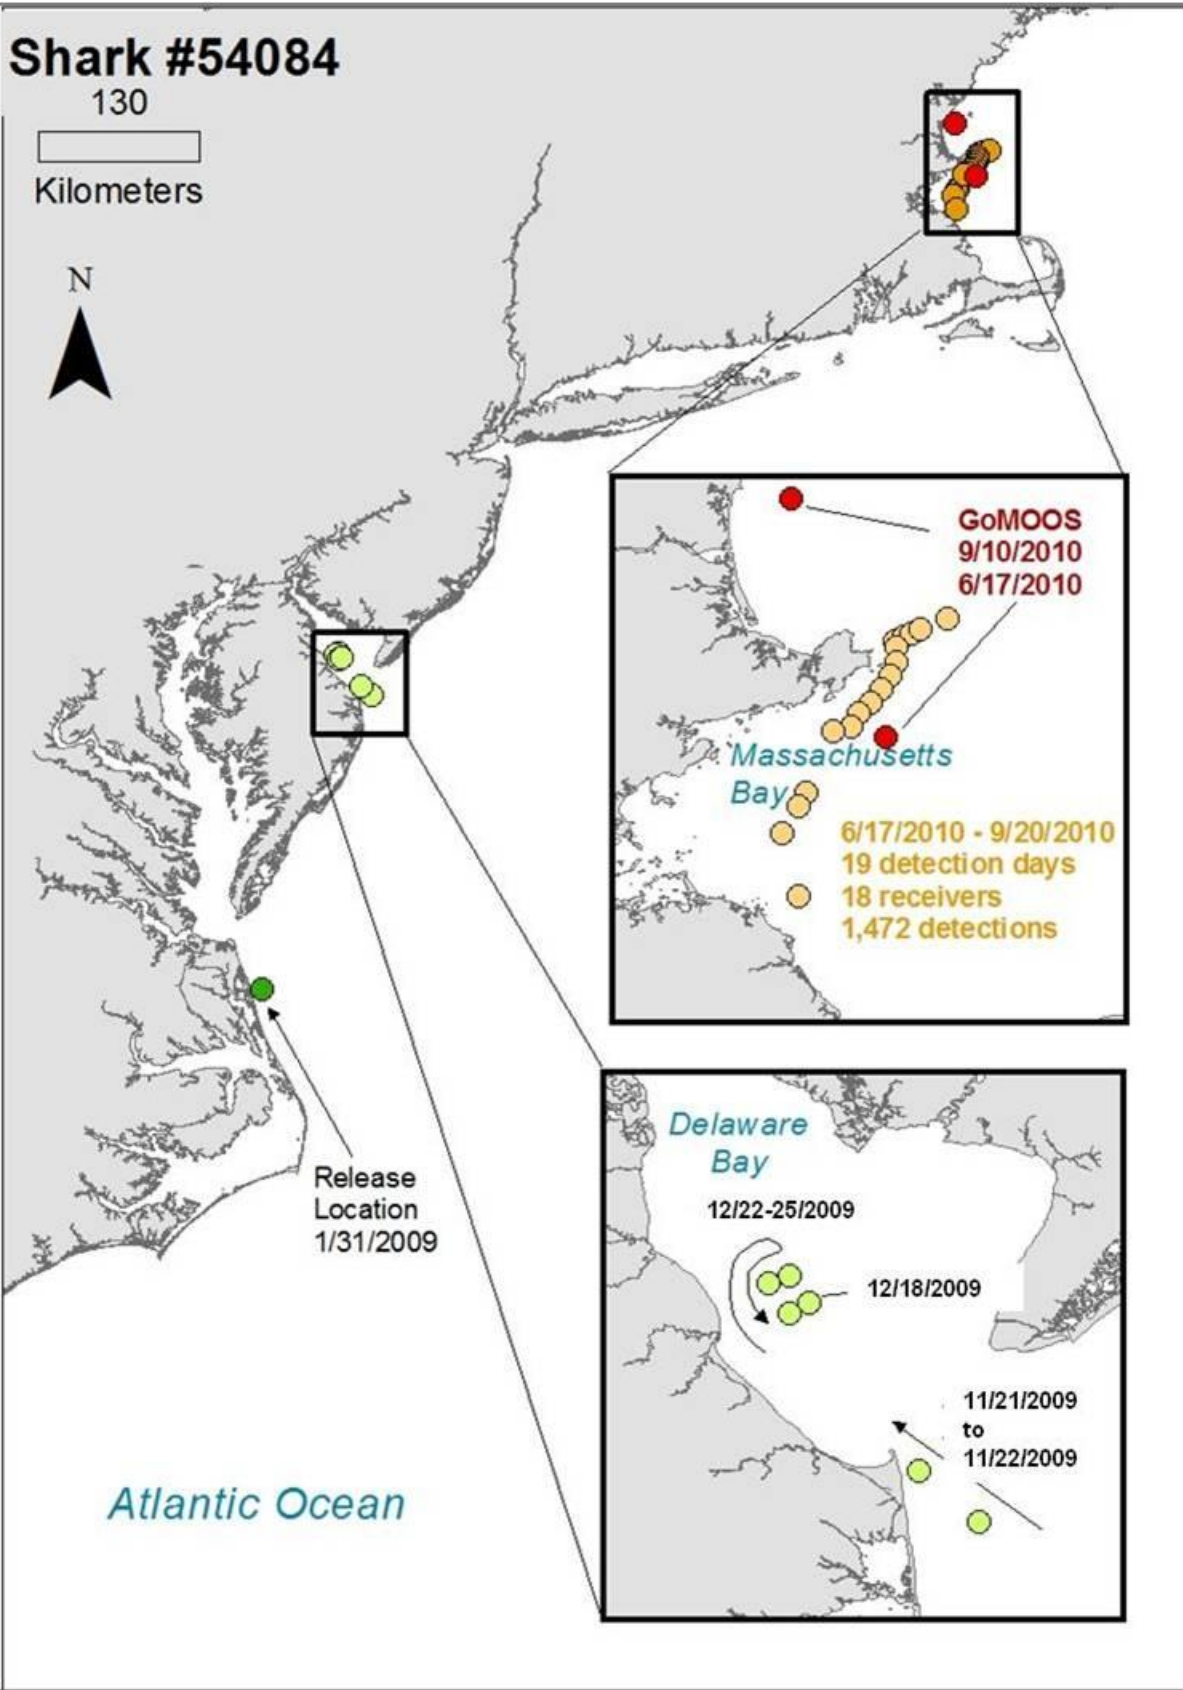 Shark #54084
130
Kilometers
N
GoMOOS
9/10/2010
6/17/2010
Massachusetts
Bay
6/17/2010 - 9/20/2010
19 detection days
18 receivers
1,472 detections
Release
Location
1/31/2009
Delaware
Bay
12/22-25/2009
12/18/2009
11/21/2009
to
11/22/2009
Atlantic Ocean